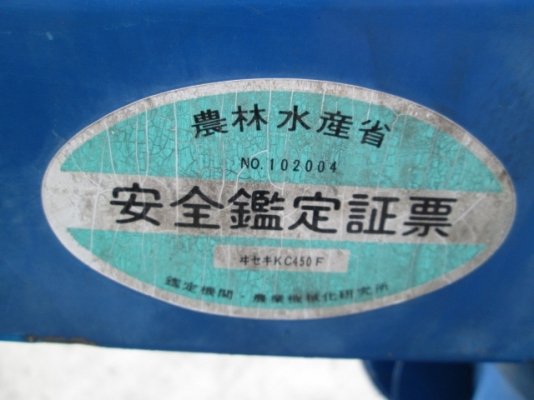 農林水産省
NO.102004
安全鑑定証票
ヰセキKC450F
鑑定機関・農業機械化研究所